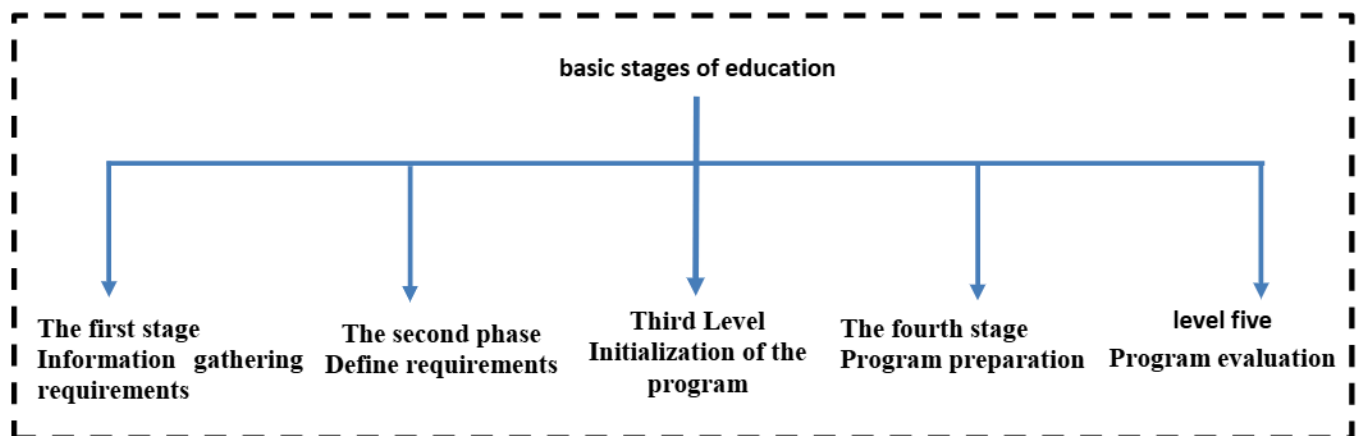 basic stages of education
The first stage
Information gathering
requirements
The second phase
Define requirements
Third Level
Initialization of the
program
The fourth stage
Program preparation
level five
Program evaluation